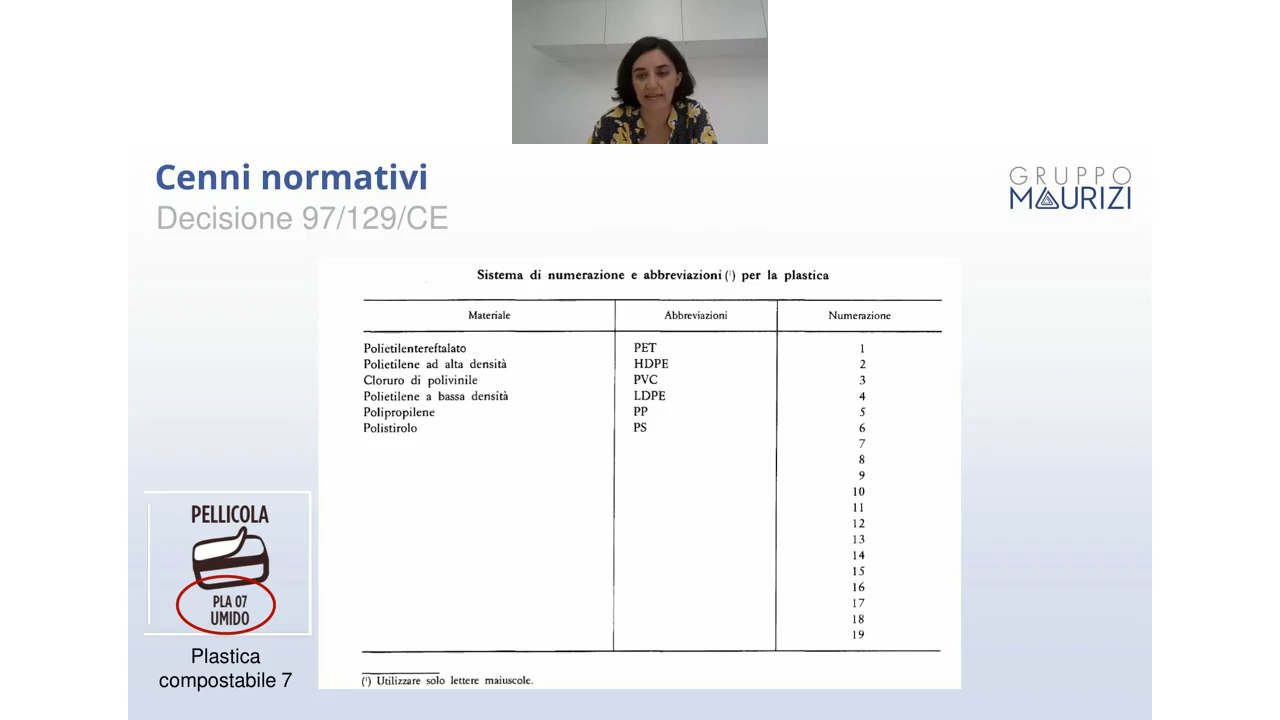 Cenni normativi
Decisione 97/129/CE
GRUPPO
MAURIZI
Sistema di numerazione e abbreviazioni (¹) per la plastica
Materiale Abbreviazioni Numerazione
Polietilentereftalato PET 1
Polietilene ad alta densità HDPE 2
Cloruro di polivinile PVC 3
Polietilene a bassa densità LDPE 4
Polipropilene PP 5
Polistirolo PS 6
7
8
9
10
11
12
13
14
15
16
17
18
19
(¹) Utilizzare solo lettere maiuscole.
PELLICOLA
PLA 07
UMIDO
Plastica
compostabile 7